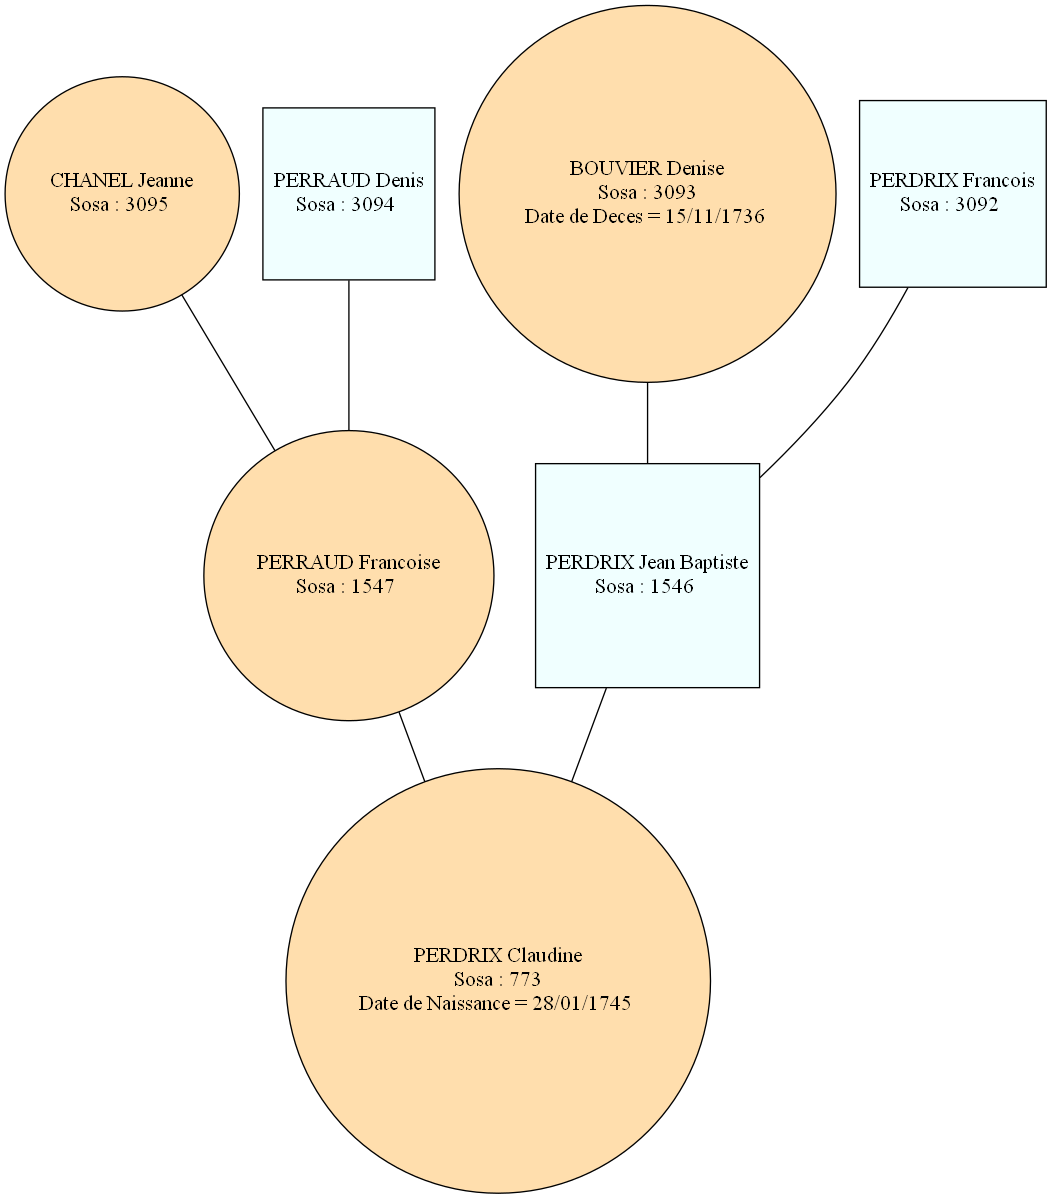 CHANEL Jeanne
Sosa : 3095
PERRAUD Denis
Sosa : 3094
BOUVIER Denise
Sosa : 3093
Date de Deces = 15/11/1736
PERDRIX Francois
Sosa : 3092
PERRAUD Francoise
Sosa : 1547
PERDRIX Jean Baptiste
Sosa : 1546
PERDRIX Claudine
Sosa : 773
Date de Naissance = 28/01/1745